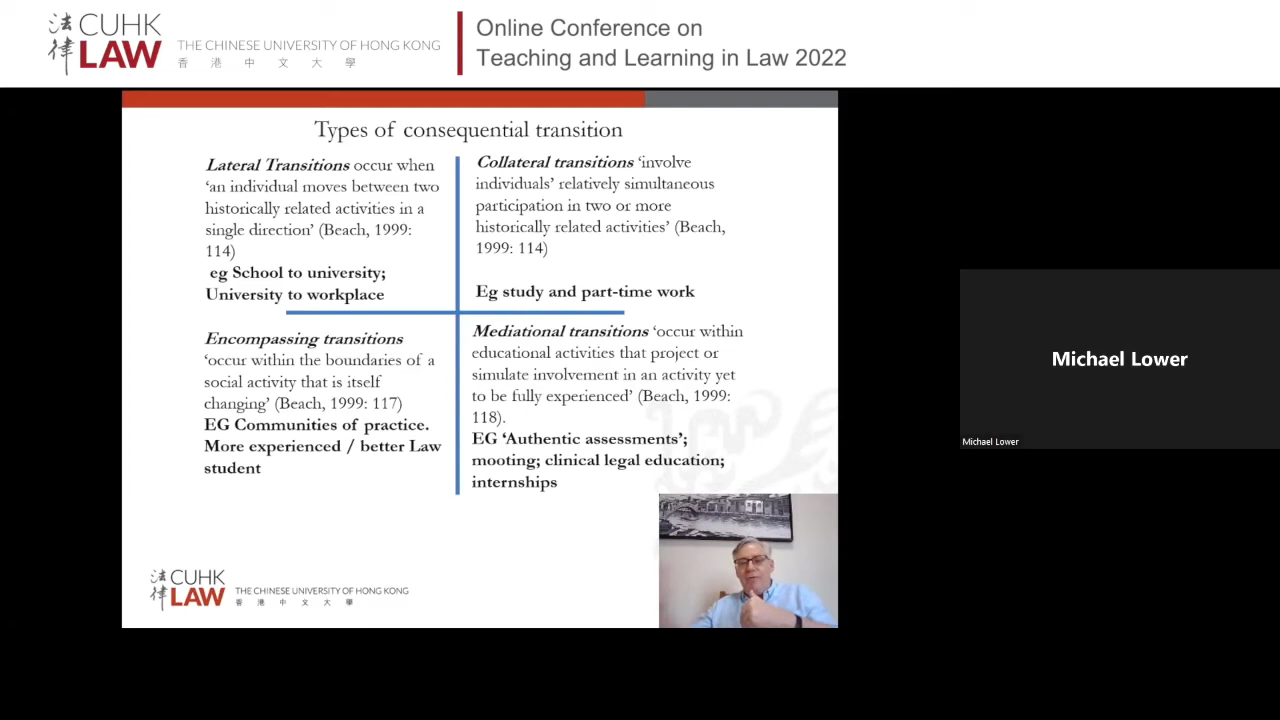 法律
CUHK
LAW
THE CHINESE UNIVERSITY OF HONG KONG
香港中文大學
Online Conference on
Teaching and Learning in Law 2022
Types of consequential transition
Lateral Transitions occur when
‘an individual moves between two
historically related activities in a
single direction’ (Beach, 1999:
114)
eg School to university;
University to workplace
Collateral transitions ‘involve
individuals’ relatively simultaneous
participation in two or more
historically related activities’ (Beach,
1999: 114)
Eg study and part-time work
Encompassing transitions
‘occur within the boundaries of a
social activity that is itself
changing’ (Beach, 1999: 117)
EG Communities of practice.
More experienced / better Law
student
Mediational transitions ‘occur within
educational activities that project or
simulate involvement in an activity yet
to be fully experienced’ (Beach, 1999:
118).
EG ‘Authentic assessments’;
mooting; clinical legal education;
internships
法律
CUHK
LAW
THE CHINESE UNIVERSITY OF HONG KONG
香港中文大學
Michael Lower
Michael Lower